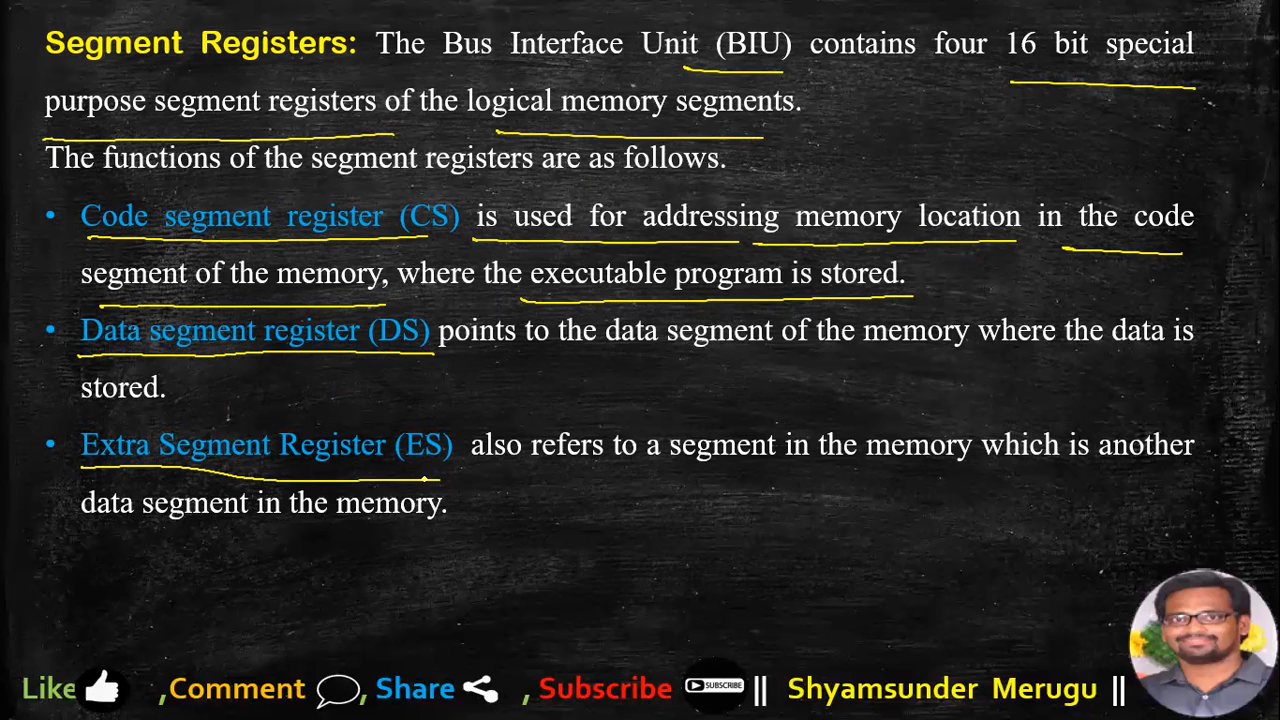 Segment Registers: The Bus Interface Unit (BIU) contains four 16 bit special
purpose segment registers of the logical memory segments.
The functions of the segment registers are as follows.
• Code segment register (CS) is used for addressing memory location in the code
segment of the memory, where the executable program is stored.
• Data segment register (DS) points to the data segment of the memory where the data is
stored.
• Extra Segment Register (ES) also refers to a segment in the memory which is another
data segment in the memory.
Like ,Comment , Share , Subscribe SUBSCRIBE || Shyamsunder Merugu ||